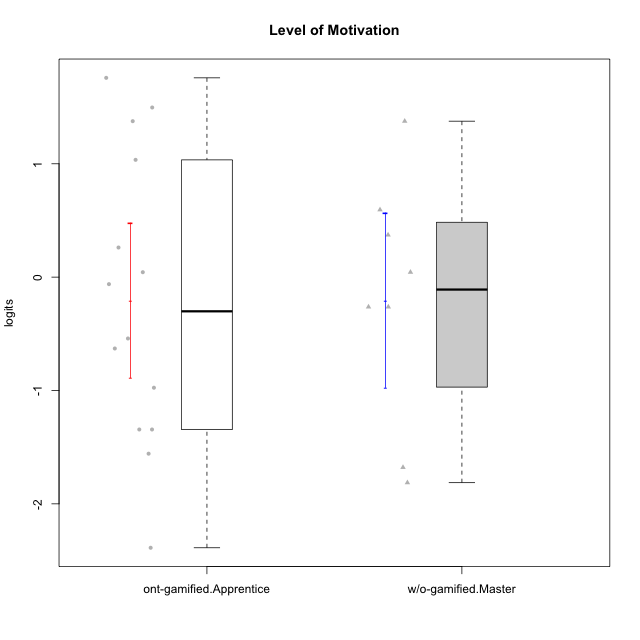 Level of Motivation
logits
1
0
-1
-2
ont-gamified.Apprentice
w/o-gamified.Master